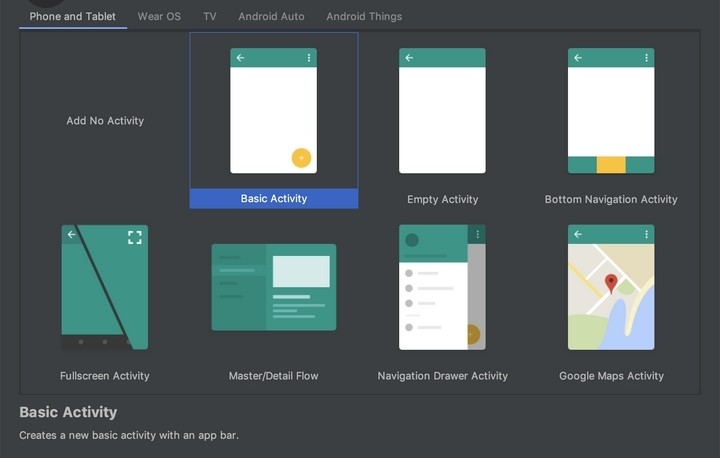 Phone and Tablet Wear OS TV Android Auto Android Things
Add No Activity
Basic Activity Empty Activity Bottom Navigation Activity
Fullscreen Activity Master/Detail Flow Navigation Drawer Activity Google Maps Activity
Basic Activity
Creates a new basic activity with an app bar.